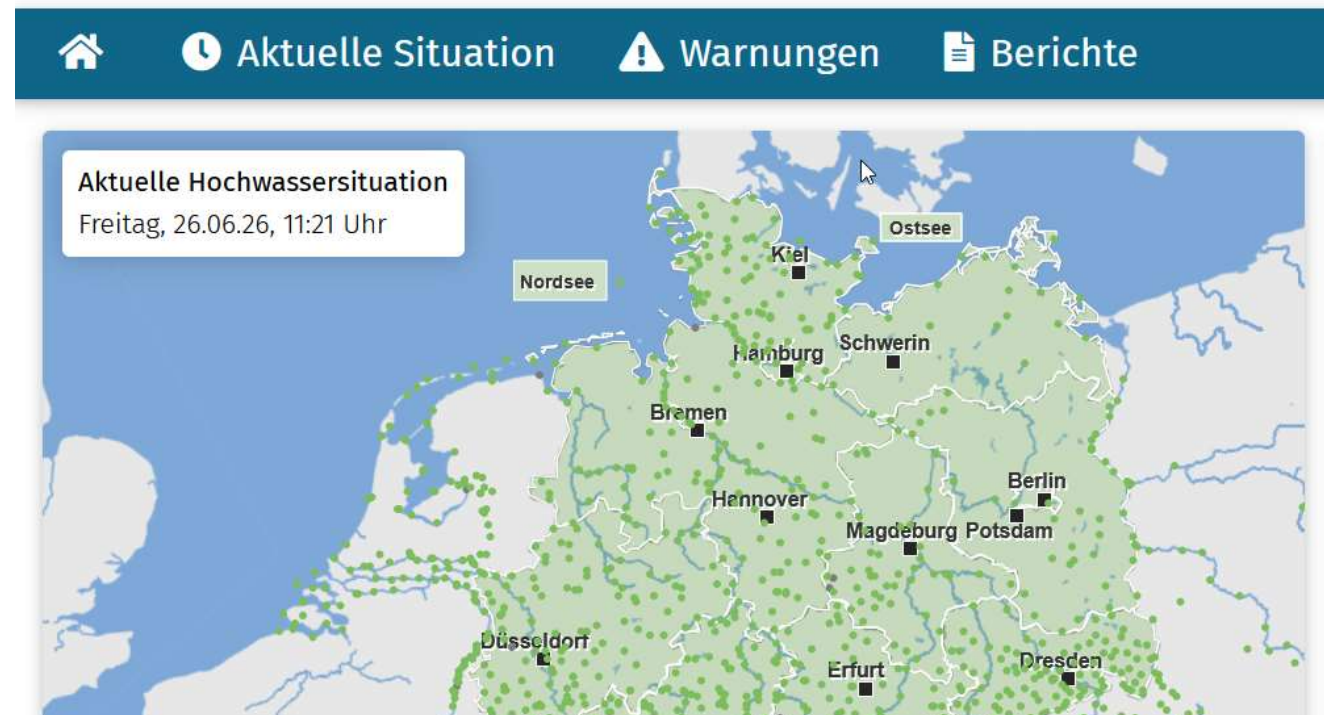 Aktuelle Situation Warnungen Berichte
Aktuelle Hochwassersituation
Freitag, 26.06.26, 11:21 Uhr
Ostsee
Kiel
Nordsee
Schwerin
Hamburg
Bremen
Berlin
Hannover
Magdeburg Potsdam
Düsseldorf
Dresden
Erfurt